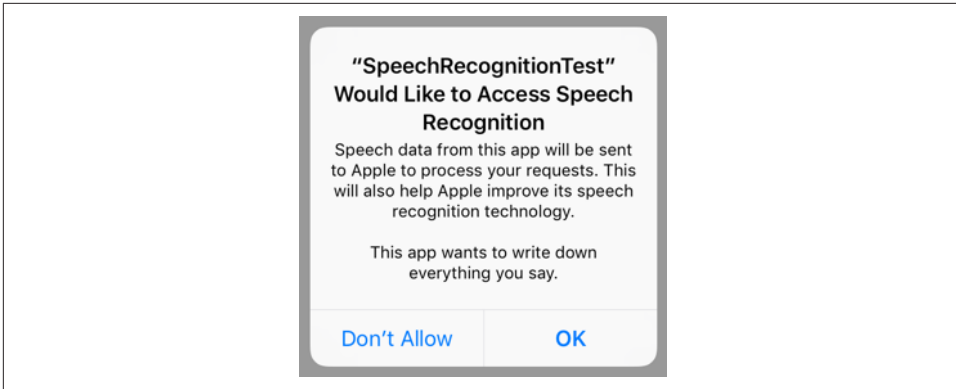 “SpeechRecognitionTest”
Would Like to Access Speech
Recognition
Speech data from this app will be sent
to Apple to process your requests. This
will also help Apple improve its speech
recognition technology.
This app wants to write down
everything you say.
Don’t Allow
OK